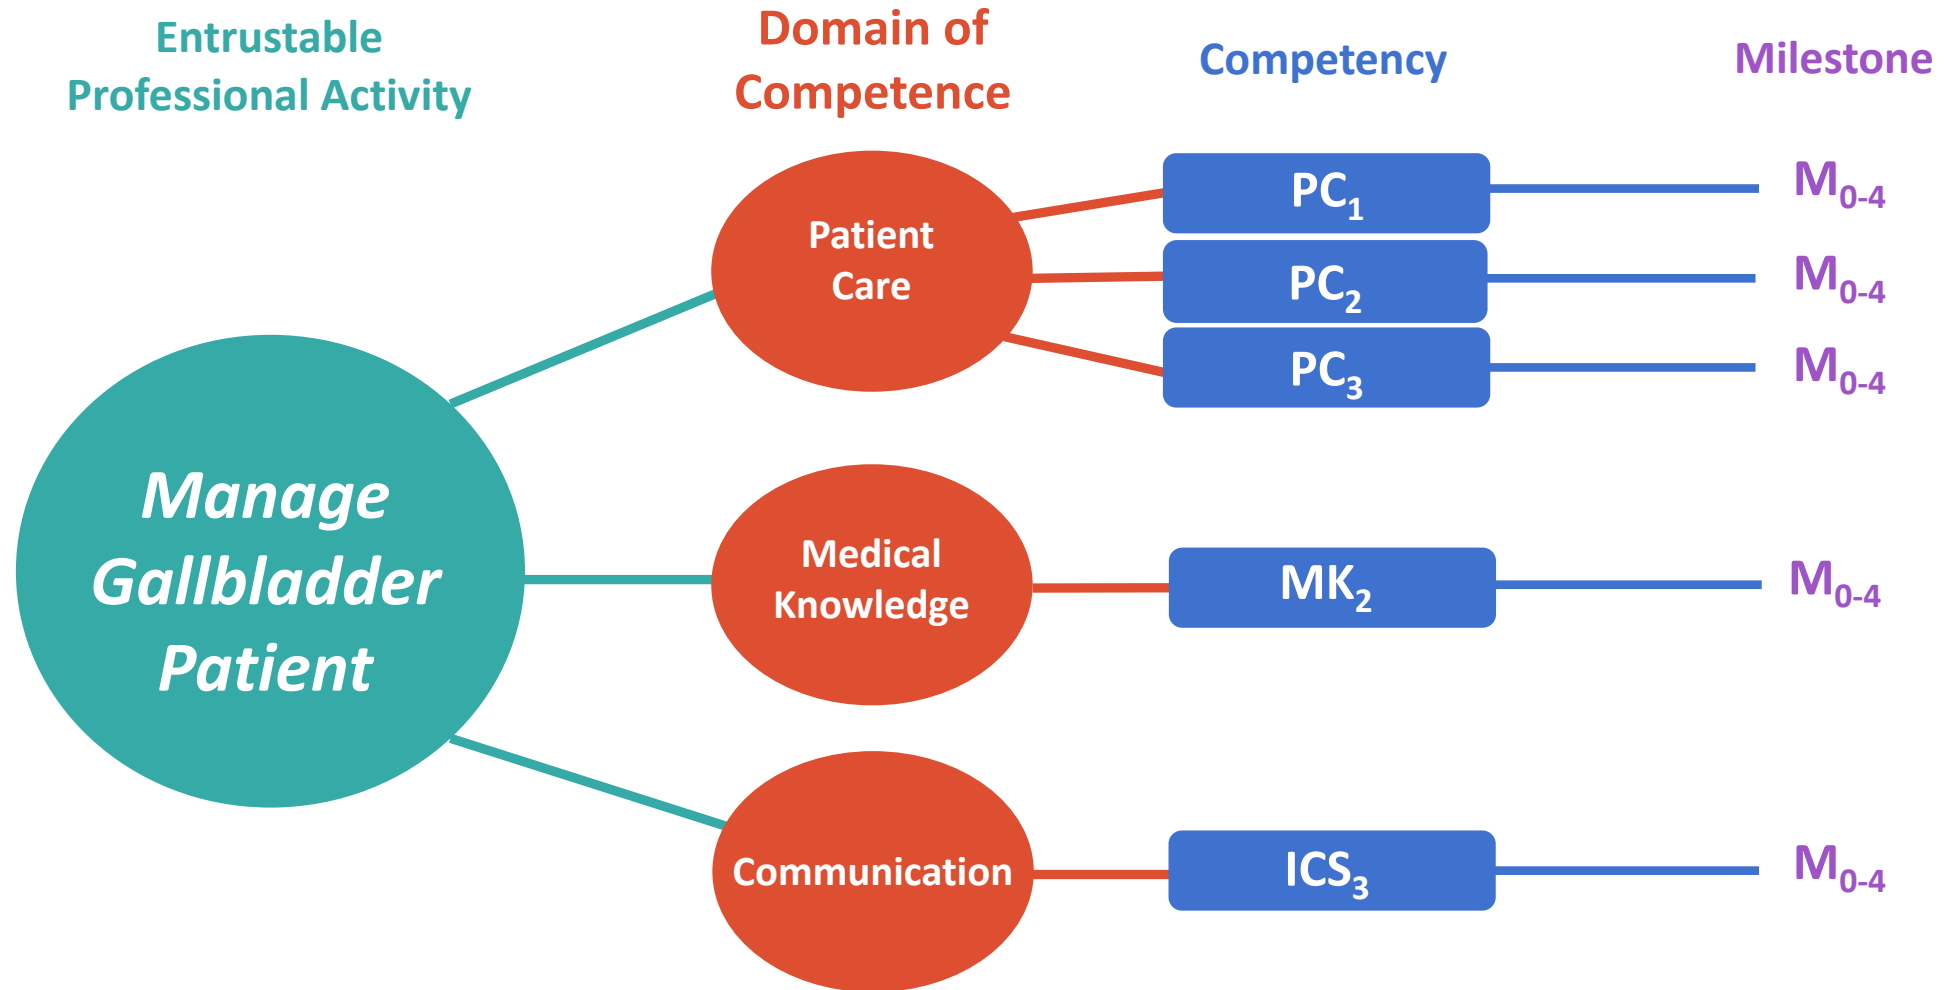 Entrustable
Professional Activity
Domain of
Competence
Competency
Milestone
Manage
Gallbladder
Patient
Patient
Care
PC₁
M₀₋₄
PC₂
M₀₋₄
PC₃
M₀₋₄
Medical
Knowledge
MK₂
M₀₋₄
Communication
ICS₃
M₀₋₄